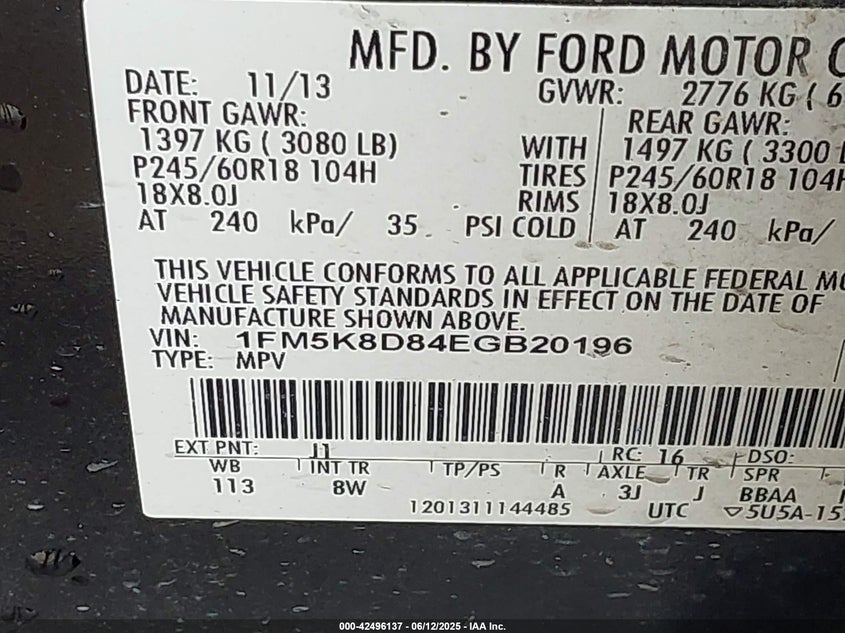 MFD. BY FORD MOTOR
DATE: 11/13 GVWR: 2776 KG ( 6
FRONT GAWR: REAR GAWR:
1397 KG ( 3080 LB) WITH 1497 KG ( 3300
P245/60R18 104H TIRES P245/60R18 104H
18X8.0J RIMS 18X8.0J
AT 240 kPa/ 35 PSI COLD AT 240 kPa/
THIS VEHICLE CONFORMS TO ALL APPLICABLE FEDERAL MO
VEHICLE SAFETY STANDARDS IN EFFECT ON THE DATE OF
MANUFACTURE SHOWN ABOVE.
VIN: 1FM5K8D84EGB20196
TYPE: MPV
EXT PNT: J1 RC: 16 DSO:
WB INT TR TP/PS R AXLE TR SPR
113 8W A 3J J BBAA
1201311144485 UTC ▽5U5A-15
000-42496137 - 06/12/2025 - IAA Inc.